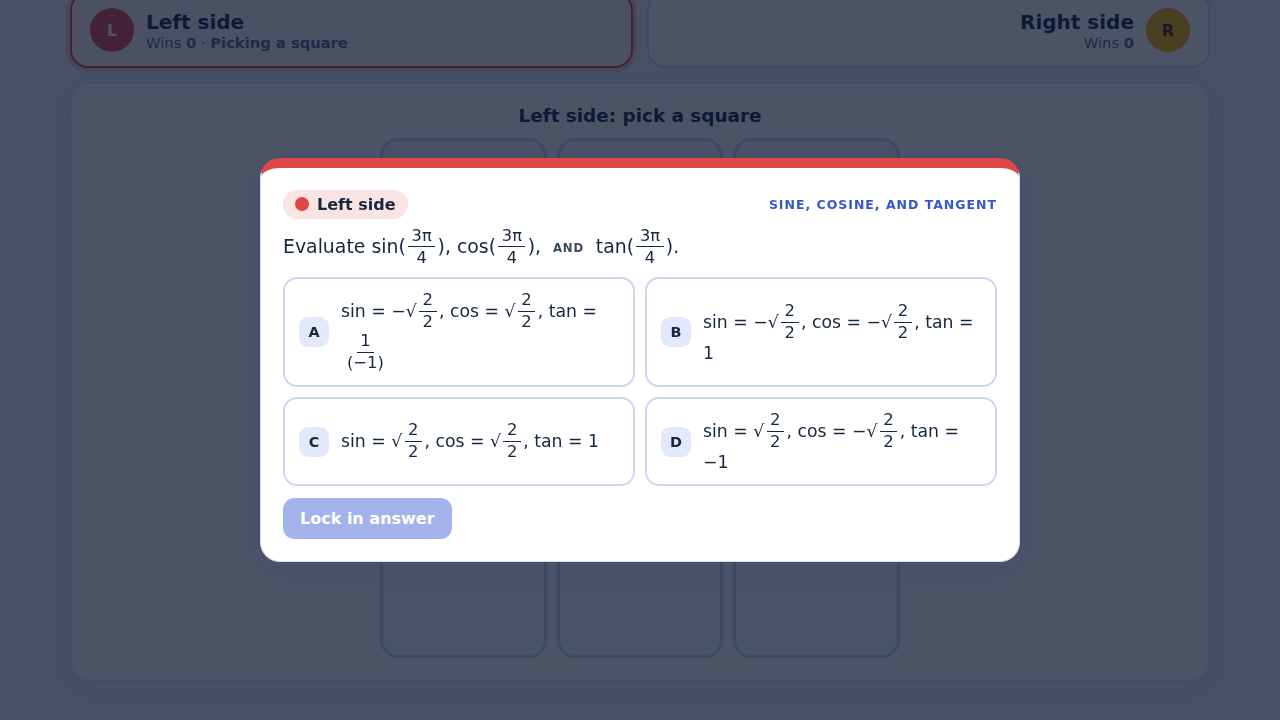 L
Left side
Wins 0 · Picking a square
Right side
Wins 0
R
Left side: pick a square
Left side
SINE, COSINE, AND TANGENT
Evaluate sin(3π/4), cos(3π/4), AND tan(3π/4).
A
sin = −√2/2, cos = √2/2, tan =
1/(−1)
B
sin = −√2/2, cos = −√2/2, tan =
1
C
sin = √2/2, cos = √2/2, tan = 1
D
sin = √2/2, cos = −√2/2, tan =
−1
Lock in answer